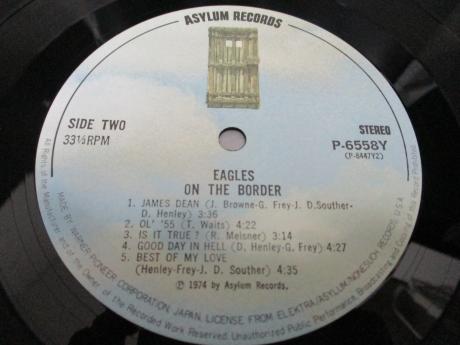 ASYLUM RECORDS
SIDE TWO
33⅓RPM
STEREO
P-6558Y
(P-6447Y2)
EAGLES
ON THE BORDER
1. JAMES DEAN (J. Browne-G. Frey-J. D.Souther-
D. Henley) 3:36
2. OL' '55 (T. Waits) 4:22
3. IS IT TRUE? (R. Meisner) 3:14
4. GOOD DAY IN HELL (D. Henley-G. Frey) 4:27
5. BEST OF MY LOVE
(Henley-Frey-J. D. Souther) 4:35
Ⓟ 1974 by Asylum Records.
MADE BY WARNER-PIONEER CORPORATION, JAPAN, LICENSE FROM ELEKTRA/ASYLUM/NONESUCH RECORDS, U.S.A.
All Rights of the Manufacturer and of the Owner of the Recorded Work Reserved. Unauthorized Public Performance, Broadcasting and Copying of this Record Prohibited.